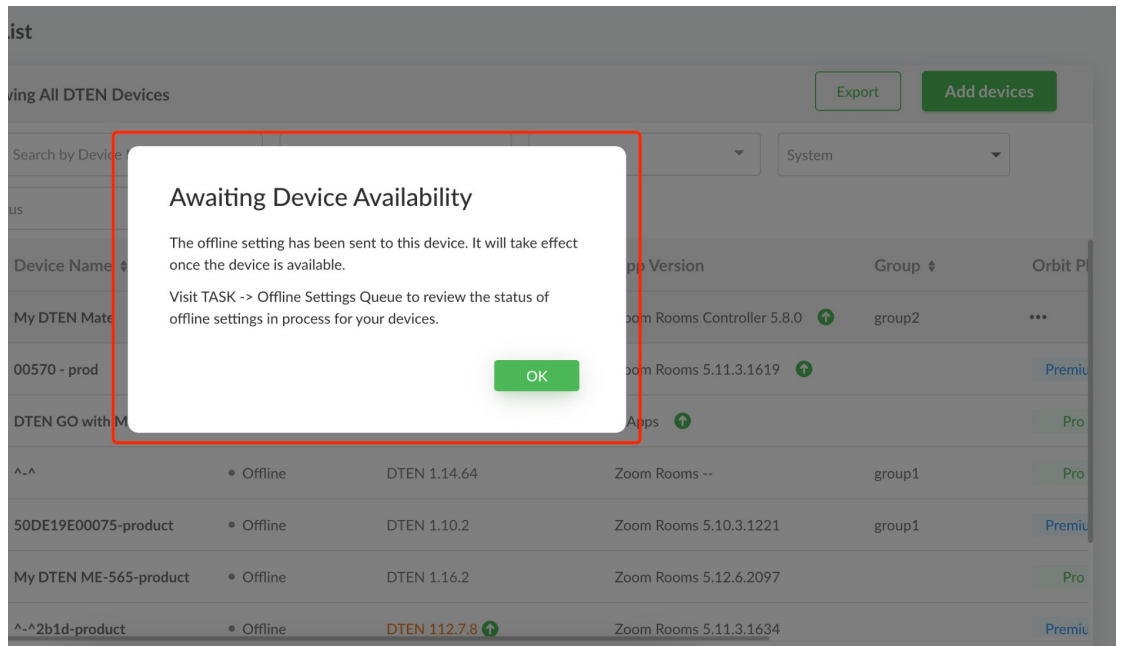 List
wing All DTEN Devices
Export
Add devices
Search by Device
System
us
Awaiting Device Availability
The offline setting has been sent to this device. It will take effect
once the device is available.
Visit TASK -> Offline Settings Queue to review the status of
offline settings in process for your devices.
OK
Device Name
pp Version
Group
Orbit Pl
My DTEN Mate
oom Rooms Controller 5.8.0
group2
•••
00570 - prod
oom Rooms 5.11.3.1619
Premiu
DTEN GO with M
Apps
Pro
^-^
• Offline
DTEN 1.14.64
Zoom Rooms --
group1
Pro
50DE19E00075-product
• Offline
DTEN 1.10.2
Zoom Rooms 5.10.3.1221
group1
Premiu
My DTEN ME-565-product
• Offline
DTEN 1.16.2
Zoom Rooms 5.12.6.2097
Pro
^-^2b1d-product
• Offline
DTEN 112.7.8
Zoom Rooms 5.11.3.1634
Premiu